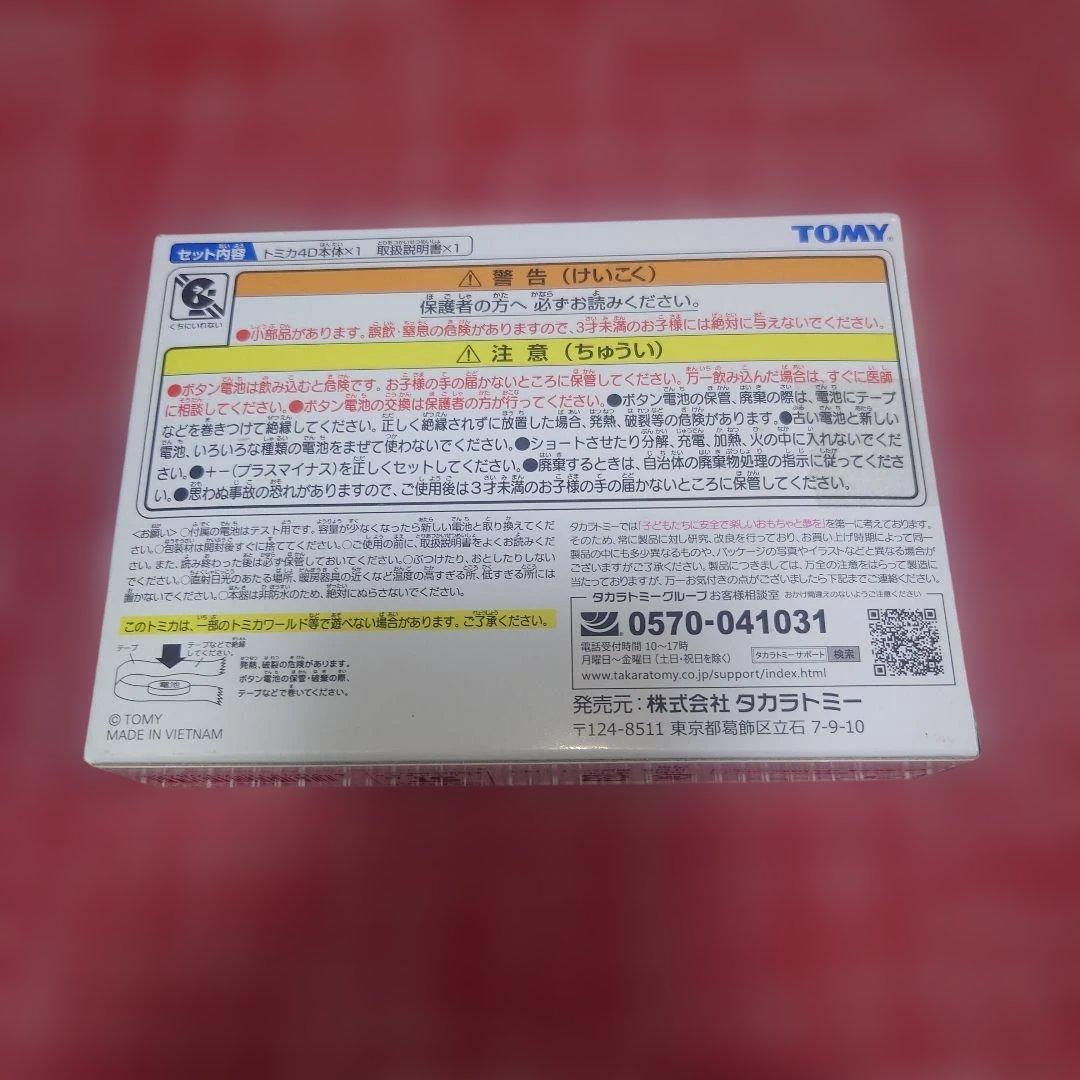 TOMY
セット内容 トミカ4D本体×1 取扱説明書×1
くちにいれない
⚠ 警告（けいこく）
保護者の方へ 必ずお読みください。
●小部品があります。誤飲・窒息の危険がありますので、3才未満のお子様には絶対に与えないでください。
⚠ 注意（ちゅうい）
●ボタン電池は飲み込むと危険です。お子様の手の届かないところに保管してください。万一飲み込んだ場合は、すぐに医師
に相談してください。●ボタン電池の交換は保護者の方が行ってください。●ボタン電池の保管、廃棄の際は、電池にテープ
などを巻きつけて絶縁してください。正しく絶縁されずに放置した場合、発熱、破裂等の危険があります。●古い電池と新しい
電池、いろいろな種類の電池をまぜて使わないでください。●ショートさせたり分解、充電、加熱、火の中に入れないでくださ
い。●＋－（プラスマイナス）を正しくセットしてください。●廃棄するときは、自治体の廃棄物処理の指示に従ってくださ
い。●思わぬ事故の恐れがありますので、ご使用後は3才未満のお子様の手の届かないところに保管してください。
<お願い> ○付属の電池はテスト用です。容量が少なくなったら新しい電池と取り換えてくだ
さい。○包装材は開封後すぐに捨ててください。○ご使用の前に、取扱説明書をよくお読みくださ
い。また、読み終わった後は必ず保管しておいてください。○ぶつけたり、おとしたりしない
でください。○直射日光のあたる場所、暖房器具の近くなど温度の高すぎる所、低すぎる所には
置かないでください。○本器は非防水のため、絶対にぬらさないでください。
このトミカは、一部のトミカワールド等で遊べない場合があります。ご了承ください。
テープ
テープなどで絶縁
してください。
電池
発熱、破裂の危険があります。
ボタン電池の保管・破棄の際、
テープなどで巻いてください。
© TOMY
MADE IN VIETNAM
タカラトミーでは「子どもたちに安全で楽しいおもちゃと夢を」を第一に考えております。
そのため、常に製品に対し研究、改良を行っており、お買い上げ時期によって同一
製品の中にも多少異なるものや、パッケージの写真やイラストなどと異なる場合が
ございますがご了承ください。製品につきましては、万全の注意をはらって製造に
当たっておりますが、万一お気付きの点がございましたら下記までご連絡ください。
タカラトミーグループお客様相談室 おかけ間違えのないようご注意ください
0570-041031
電話受付時間 10～17時
月曜日～金曜日（土・日・祝日を除く）
タカラトミーサポート 検索
www.takaratomy.co.jp/support/index.html
発売元：株式会社 タカラトミー
〒124-8511 東京都葛飾区立石 7-9-10